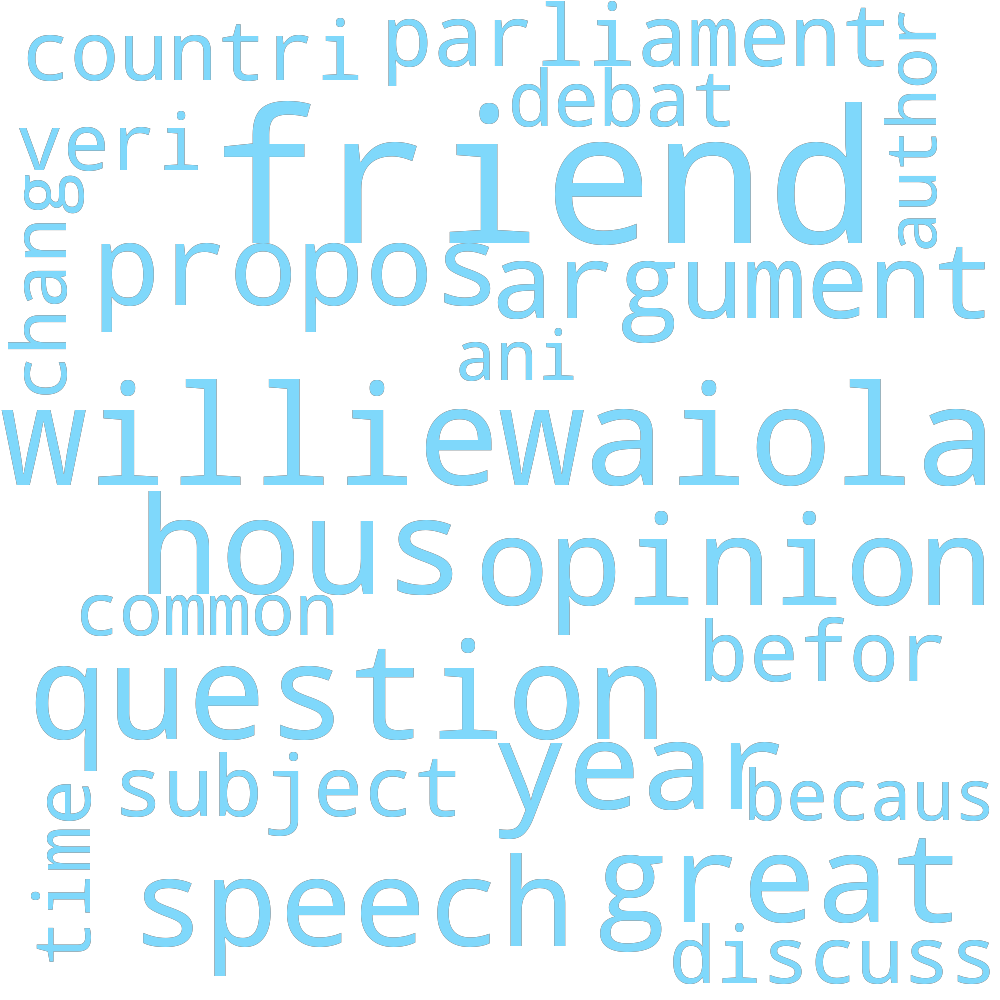 countri
parliament
author
debat
veri
friend
chang
propos
argument
ani
williewaiola
hous
opinion
common
befor
question
year
subject
becaus
time
speech
great
discuss